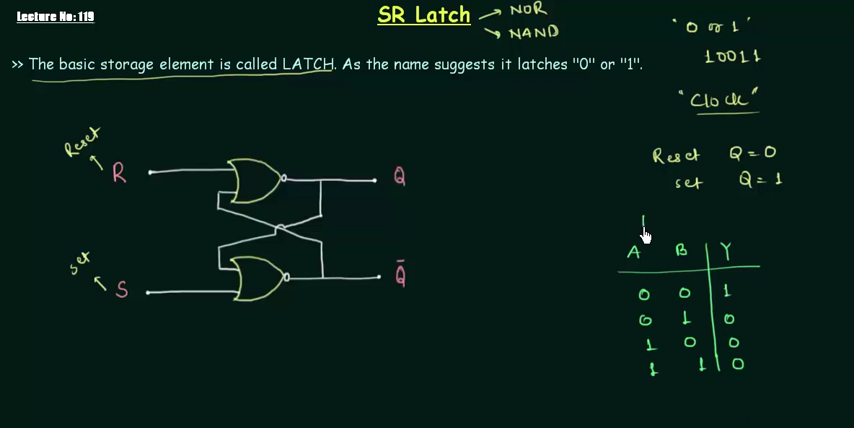 Lecture No: 119
SR Latch
NOR
NAND
>> The basic storage element is called LATCH. As the name suggests it latches "0" or "1".
"0 or 1"
10011
"Clock"
Reset Q = 0
set Q = 1
Reset
R Q
Set
S Q̄
A B Y
0 0 1
0 1 0
1 0 0
1 1 0